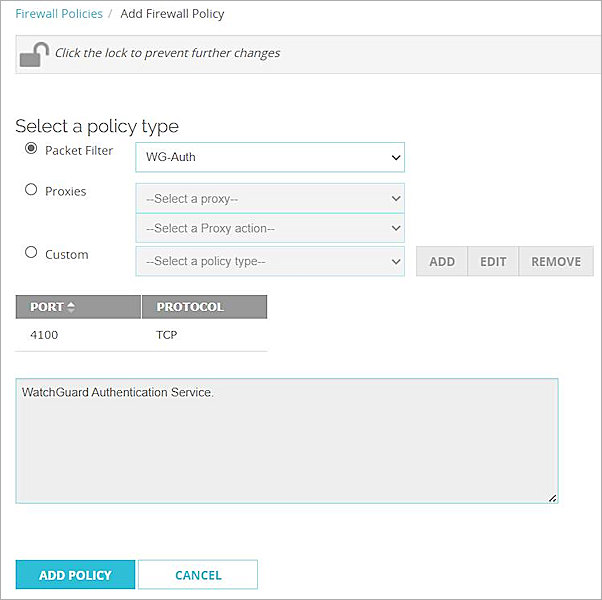 Firewall Policies / Add Firewall Policy
Click the lock to prevent further changes
Select a policy type
Packet Filter WG-Auth
Proxies --Select a proxy--
--Select a Proxy action--
Custom --Select a policy type-- ADD EDIT REMOVE
PORT PROTOCOL
4100 TCP
WatchGuard Authentication Service.
ADD POLICY CANCEL